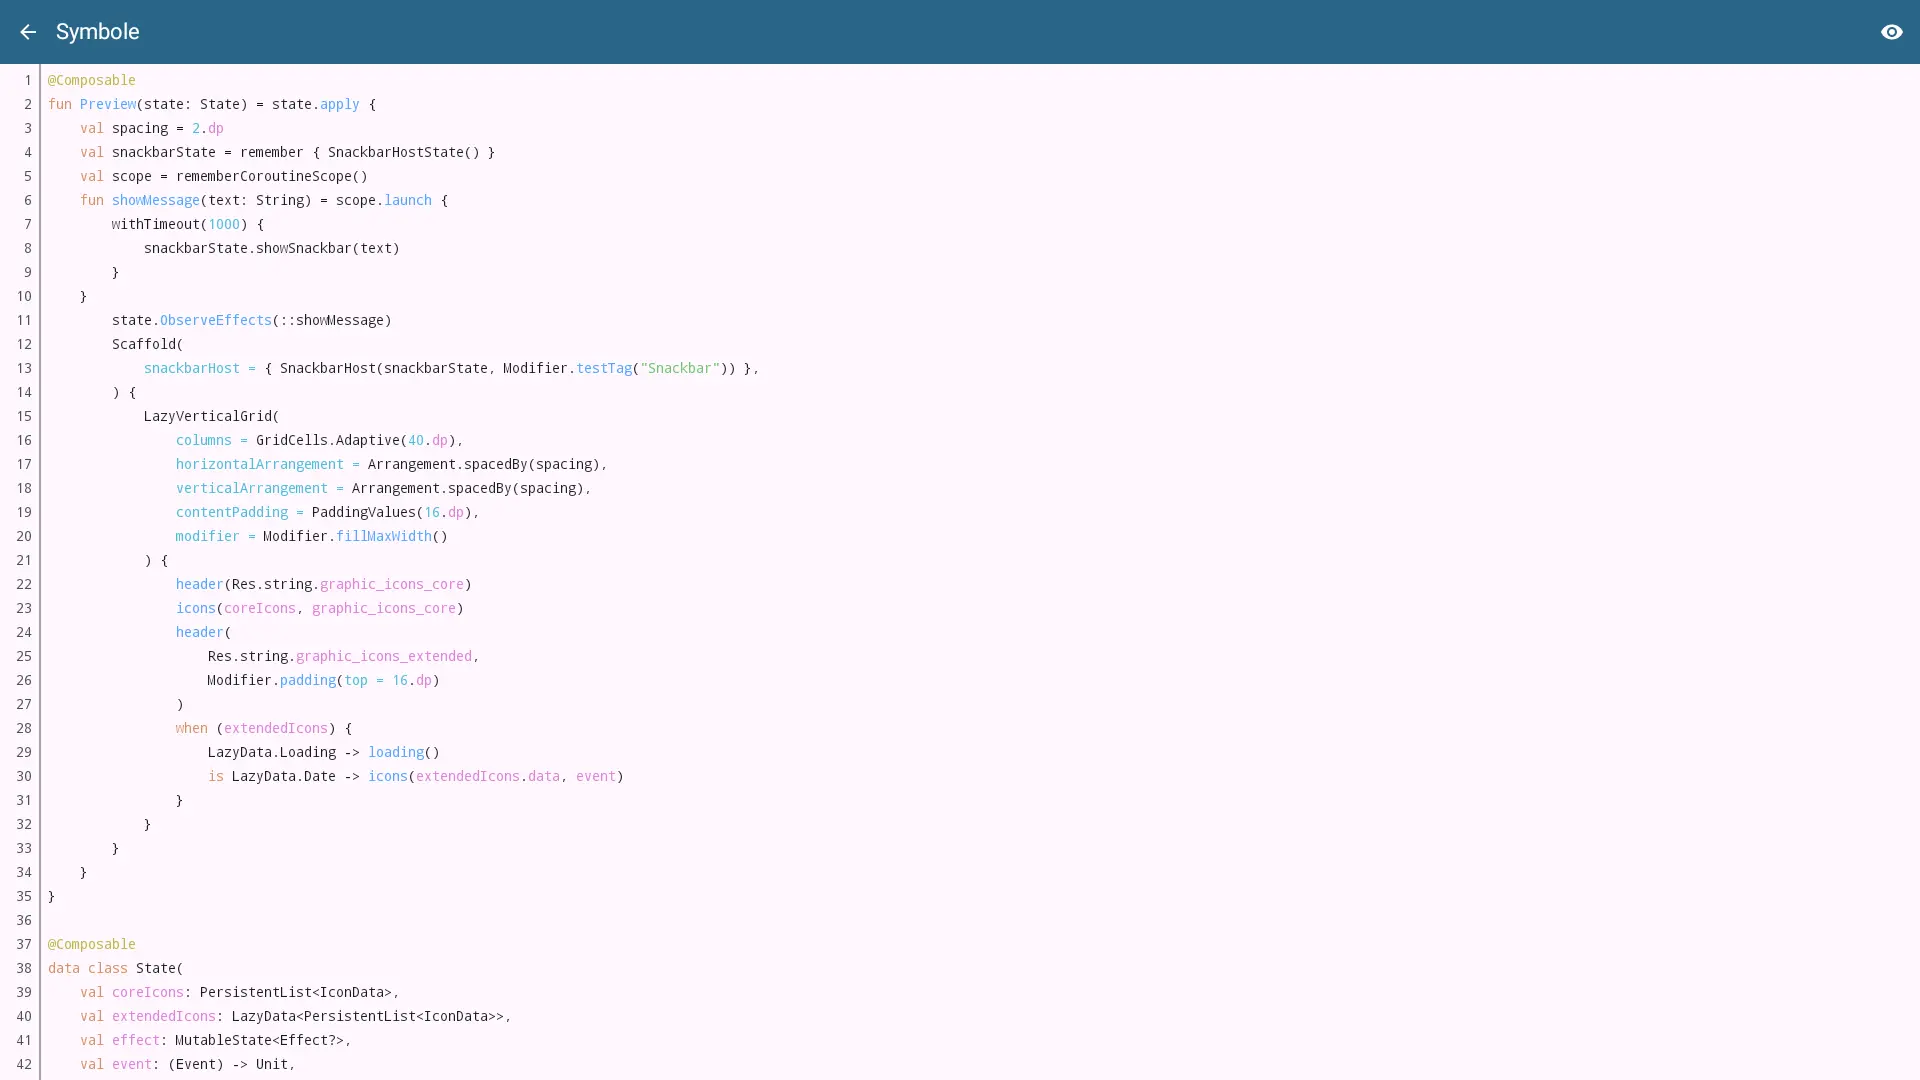 Symbole
1 @Composable
2 fun Preview(state: State) = state.apply {
3     val spacing = 2.dp
4     val snackbarState = remember { SnackbarHostState() }
5     val scope = rememberCoroutineScope()
6     fun showMessage(text: String) = scope.launch {
7         withTimeout(1000) {
8             snackbarState.showSnackbar(text)
9         }
10     }
11         state.ObserveEffects(::showMessage)
12         Scaffold(
13             snackbarHost = { SnackbarHost(snackbarState, Modifier.testTag("Snackbar")) },
14         ) {
15             LazyVerticalGrid(
16                 columns = GridCells.Adaptive(40.dp),
17                 horizontalArrangement = Arrangement.spacedBy(spacing),
18                 verticalArrangement = Arrangement.spacedBy(spacing),
19                 contentPadding = PaddingValues(16.dp),
20                 modifier = Modifier.fillMaxWidth()
21             ) {
22                 header(Res.string.graphic_icons_core)
23                 icons(coreIcons, graphic_icons_core)
24                 header(
25                     Res.string.graphic_icons_extended,
26                     Modifier.padding(top = 16.dp)
27                 )
28                 when (extendedIcons) {
29                     LazyData.Loading -> loading()
30                     is LazyData.Date -> icons(extendedIcons.data, event)
31                 }
32             }
33         }
34     }
35 }
36
37 @Composable
38 data class State(
39     val coreIcons: PersistentList<IconData>,
40     val extendedIcons: LazyData<PersistentList<IconData>>,
41     val effect: MutableState<Effect?>,
42     val event: (Event) -> Unit,